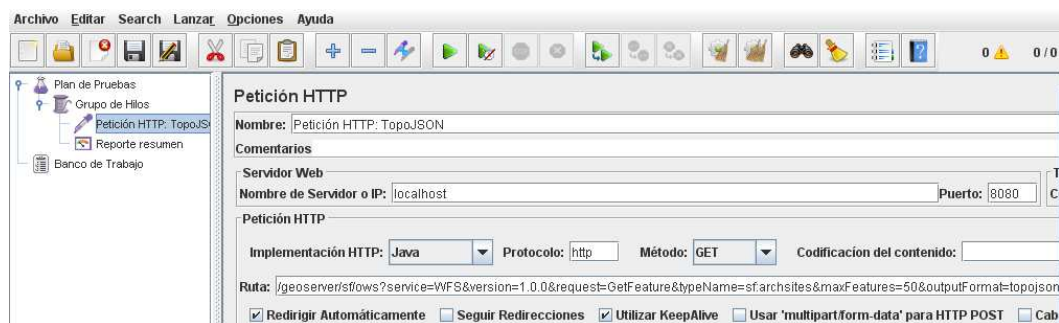 Archivo Editar Search Lanzar Opciones Ayuda
0 0 / 0
Plan de Pruebas
Grupo de Hilos
Petición HTTP: TopoJS
Reporte resumen
Banco de Trabajo
Petición HTTP
Nombre: Petición HTTP: TopoJSON
Comentarios
Servidor Web
Nombre de Servidor o IP: localhost Puerto: 8080
Petición HTTP
Implementación HTTP: Java Protocolo: http Método: GET Codificacíon del contenido:
Ruta: /geoserver/sf/ows?service=WFS&version=1.0.0&request=GetFeature&typeName=sf:archsites&maxFeatures=50&outputFormat=topojson
Redirigir Automáticamente Seguir Redirecciones Utilizar KeepAlive Usar 'multipart/form-data' para HTTP POST Cab